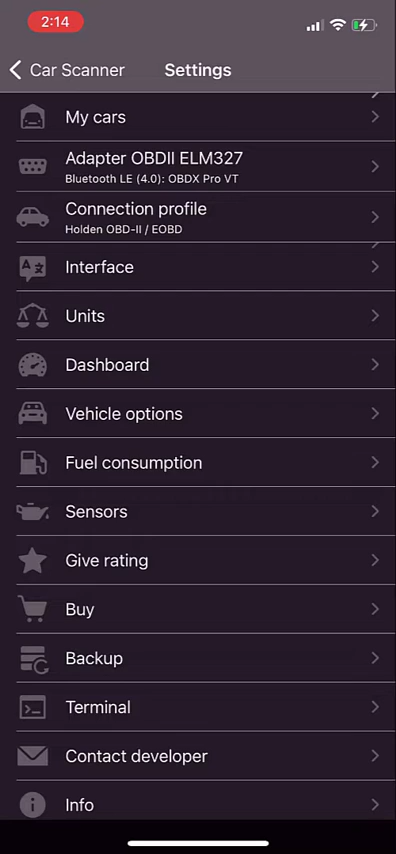 2:14
Car Scanner
Settings
My cars
Adapter OBDII ELM327
Bluetooth LE (4.0): OBDX Pro VT
Connection profile
Holden OBD-II / EOBD
Interface
Units
Dashboard
Vehicle options
Fuel consumption
Sensors
Give rating
Buy
Backup
Terminal
Contact developer
Info